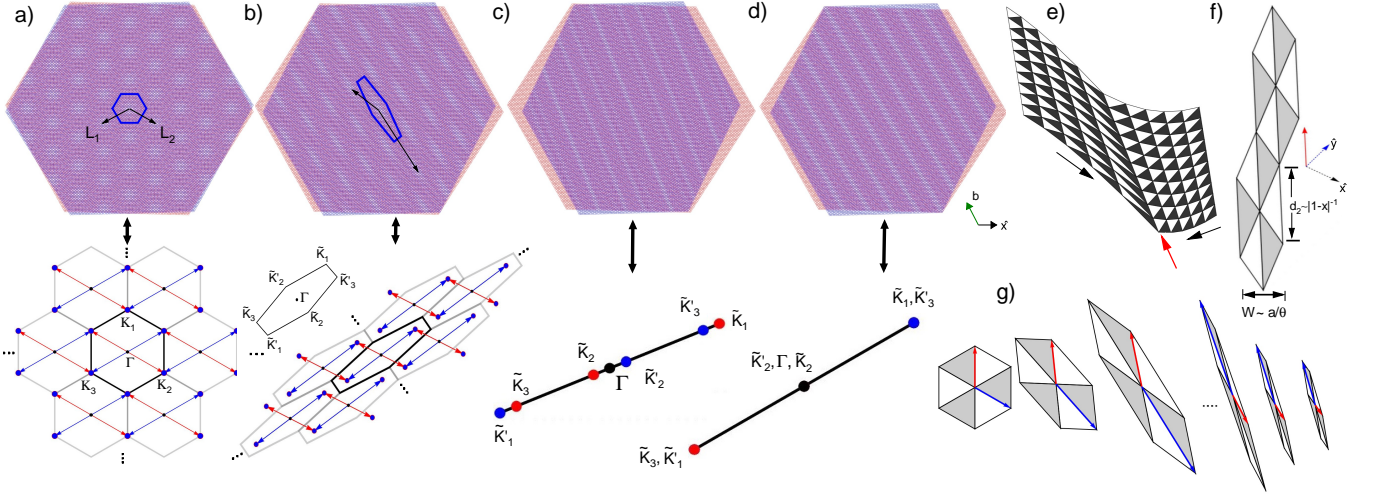 a)
b)
c)
d)
e)
f)
L₁
L₂
b
x̂
ŷ
x̂
d₂~|1-x|⁻¹
W~ a/θ
K₁
Γ
K₃
K₂
K̃₁
K̃'₂
K̃'₃
Γ
K̃₃
K̃₂
K̃'₁
K̃'₃
K̃₁
K̃₂
Γ
K̃'₂
K̃₃
K̃'₁
K̃₁,K̃'₃
K̃'₂,Γ,K̃₂
K̃₃,K̃'₁
g)